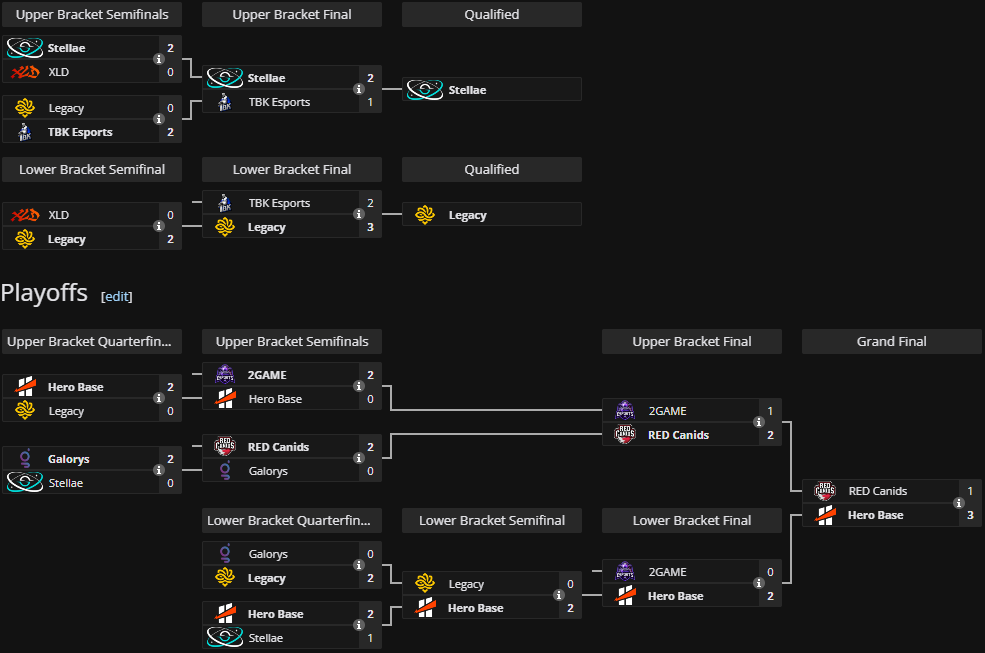 Upper Bracket Semifinals Upper Bracket Final Qualified
Stellae 2
XLD 0
Stellae 2
TBK Esports 1
Stellae
Legacy 0
TBK Esports 2
Lower Bracket Semifinal Lower Bracket Final Qualified
TBK Esports 2
Legacy 3
Legacy
XLD 0
Legacy 2
Playoffs [edit]
Upper Bracket Quarterfin... Upper Bracket Semifinals Upper Bracket Final Grand Final
Hero Base 2
Legacy 0
2GAME 2
Hero Base 0
Galorys 2
Stellae 0
RED Canids 2
Galorys 0
2GAME 1
RED Canids 2
RED Canids 1
Hero Base 3
Lower Bracket Quarterfin... Lower Bracket Semifinal Lower Bracket Final
Galorys 0
Legacy 2
Hero Base 2
Stellae 1
Legacy 0
Hero Base 2
2GAME 0
Hero Base 2